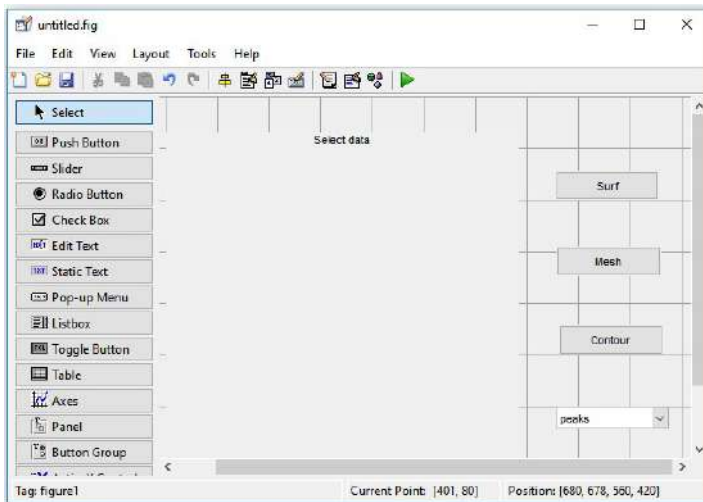 untitled.fig
File Edit View Layout Tools Help
Select
Push Button
Slider
Radio Button
Check Box
Edit Text
Static Text
Pop-up Menu
Listbox
Toggle Button
Table
Axes
Panel
Button Group
Select data
Surf
Mesh
Contour
peaks
Tag: figure1
Current Point: [401, 80]
Position: [680, 678, 560, 420]